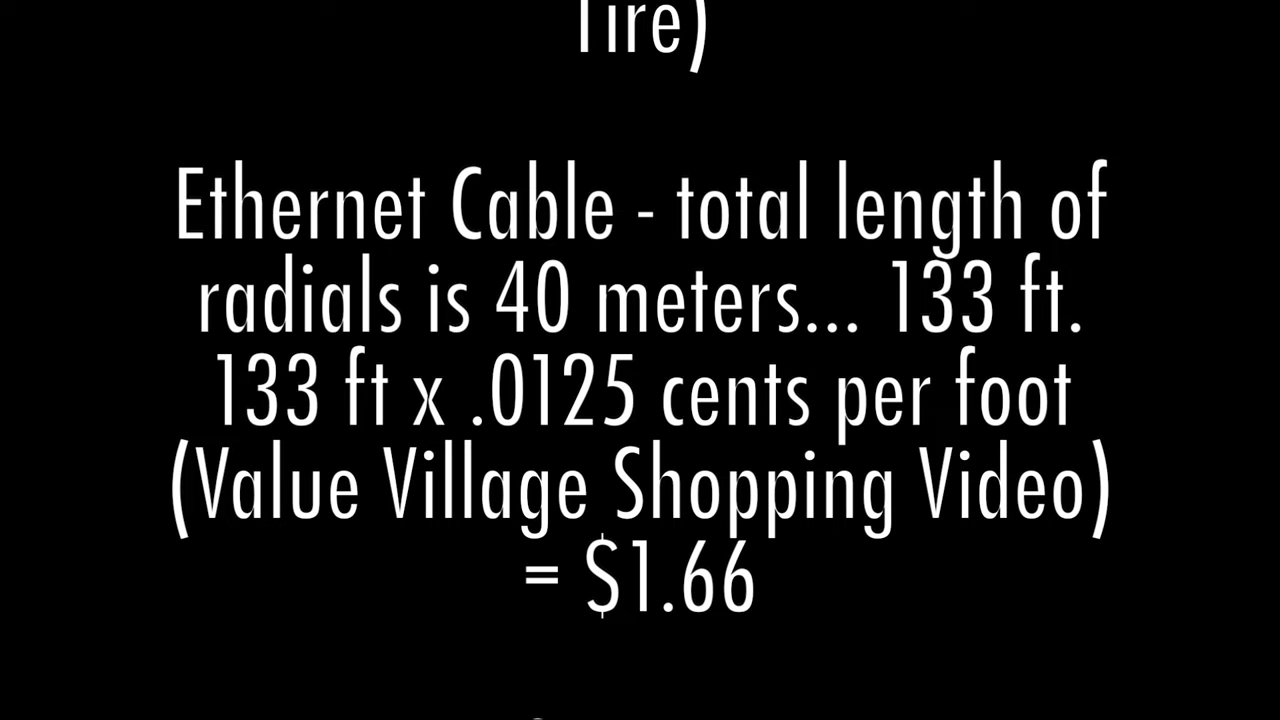 Tire)
Ethernet Cable - total length of
radials is 40 meters... 133 ft.
133 ft x .0125 cents per foot
(Value Village Shopping Video)
= $1.66